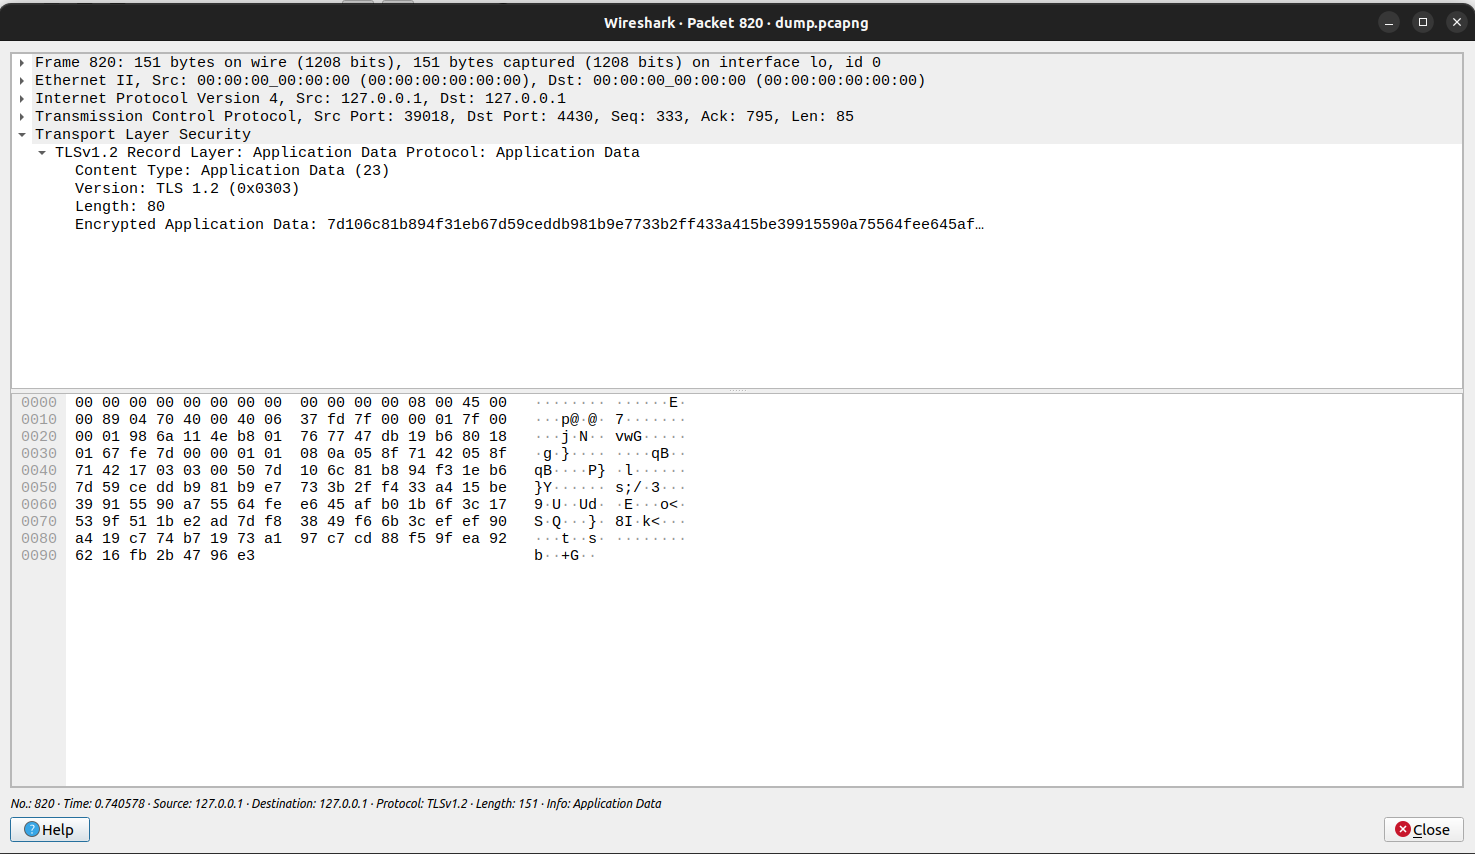 Wireshark · Packet 820 · dump.pcapng
Frame 820: 151 bytes on wire (1208 bits), 151 bytes captured (1208 bits) on interface lo, id 0
Ethernet II, Src: 00:00:00_00:00:00 (00:00:00:00:00:00), Dst: 00:00:00_00:00:00 (00:00:00:00:00:00)
Internet Protocol Version 4, Src: 127.0.0.1, Dst: 127.0.0.1
Transmission Control Protocol, Src Port: 39018, Dst Port: 4430, Seq: 333, Ack: 795, Len: 85
Transport Layer Security
TLSv1.2 Record Layer: Application Data Protocol: Application Data
Content Type: Application Data (23)
Version: TLS 1.2 (0x0303)
Length: 80
Encrypted Application Data: 7d106c81b894f31eb67d59ceddb981b9e7733b2ff433a415be39915590a75564fee645af…
0000 00 00 00 00 00 00 00 00 00 00 00 00 08 00 45 00 ········ ······E·
0010 00 89 04 70 40 00 40 06 37 fd 7f 00 00 01 7f 00 ···p@·@· 7·······
0020 00 01 98 6a 11 4e b8 01 76 77 47 db 19 b6 80 18 ···j·N·· vwG·····
0030 01 67 fe 7d 00 00 01 01 08 0a 05 8f 71 42 05 8f ·g·}···· ····qB··
0040 71 42 17 03 03 00 50 7d 10 6c 81 b8 94 f3 1e b6 qB····P} ·l······
0050 7d 59 ce dd b9 81 b9 e7 73 3b 2f f4 33 a4 15 be }Y······ s;/·3···
0060 39 91 55 90 a7 55 64 fe e6 45 af b0 1b 6f 3c 17 9·U··Ud· ·E···o<·
0070 53 9f 51 1b e2 ad 7d f8 38 49 f6 6b 3c ef ef 90 S·Q···}· 8I·k<···
0080 a4 19 c7 74 b7 19 73 a1 97 c7 cd 88 f5 9f ea 92 ···t··s· ········
0090 62 16 fb 2b 47 96 e3 b··+G··
No.: 820 · Time: 0.740578 · Source: 127.0.0.1 · Destination: 127.0.0.1 · Protocol: TLSv1.2 · Length: 151 · Info: Application Data
Help
Close